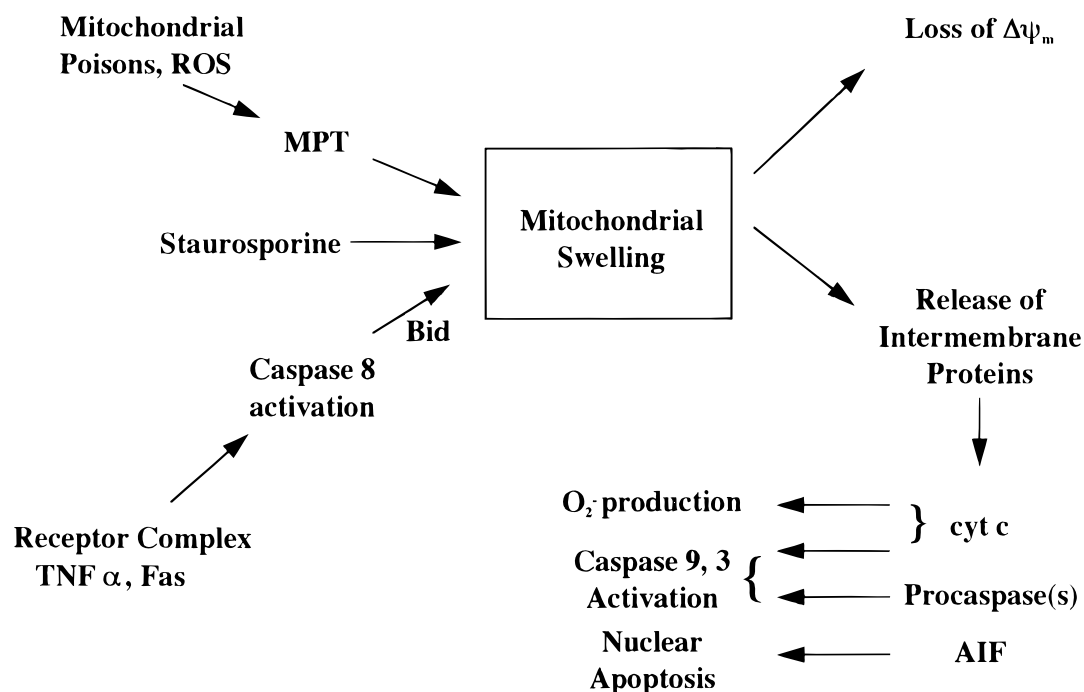 Mitochondrial
Poisons, ROS
MPT
Staurosporine
Bid
Caspase 8
activation
Receptor Complex
TNF α, Fas
Mitochondrial
Swelling
Loss of Δψm
Release of
Intermembrane
Proteins
O2- production
} cyt c
Caspase 9, 3 {
Activation
Procaspase(s)
Nuclear
Apoptosis
AIF